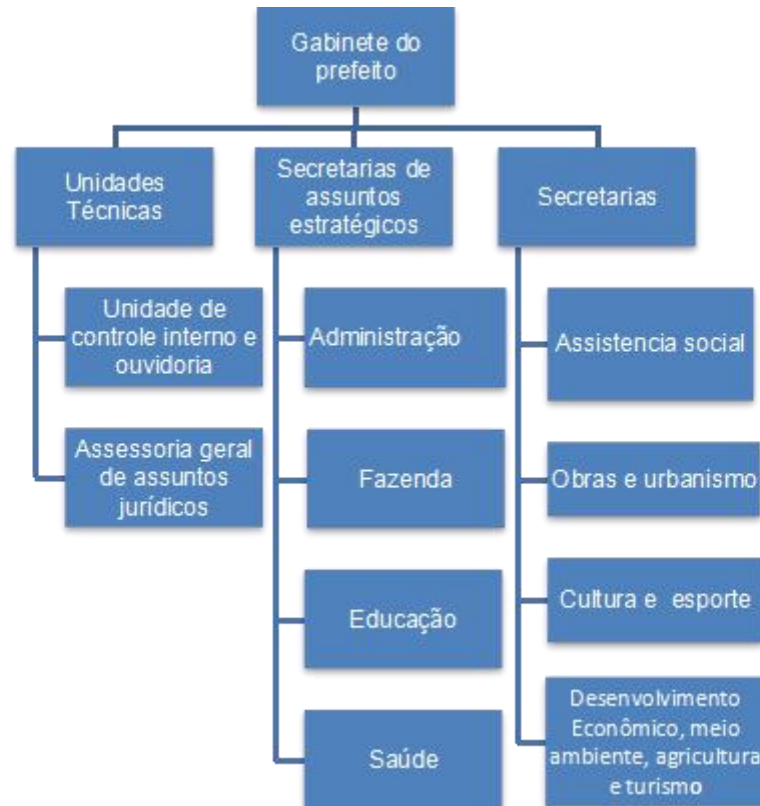 Gabinete do
prefeito
Unidades
Técnicas
Secretarias de
assuntos
estratégicos
Secretarias
Unidade de
controle interno e
ouvidoria
Assessoria geral
de assuntos
jurídicos
Administração
Fazenda
Educação
Saúde
Assistencia social
Obras e urbanismo
Cultura e esporte
Desenvolvimento
Econômico, meio
ambiente, agricultura
e turismo